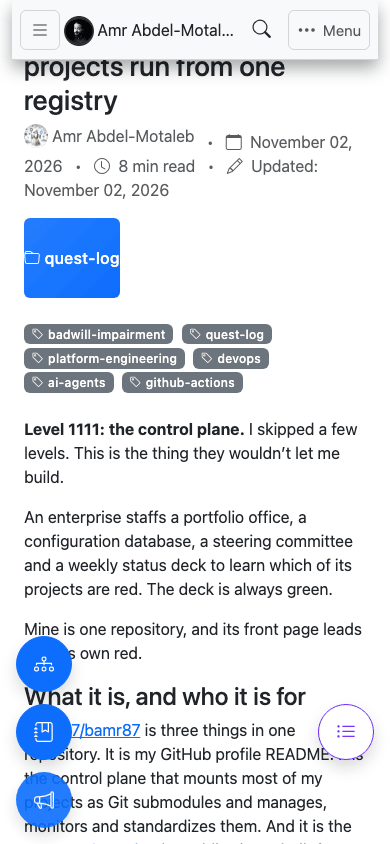 Amr Abdel-Motal...
Menu
projects run from one
registry
Amr Abdel-Motaleb • November 02,
2026 • 8 min read • Updated:
November 02, 2026
quest-log
badwill-impairment quest-log
platform-engineering devops
ai-agents github-actions
Level 1111: the control plane. I skipped a few
levels. This is the thing they wouldn’t let me
build.
An enterprise staffs a portfolio office, a
configuration database, a steering committee
and a weekly status deck to learn which of its
projects are red. The deck is always green.
Mine is one repository, and its front page leads
own red.
What it is, and who it is for
7/bamr87 is three things in one
repository. It is my GitHub profile README.
the control plane that mounts most of my
projects as Git submodules and manages,
monitors and standardizes them. And it is the